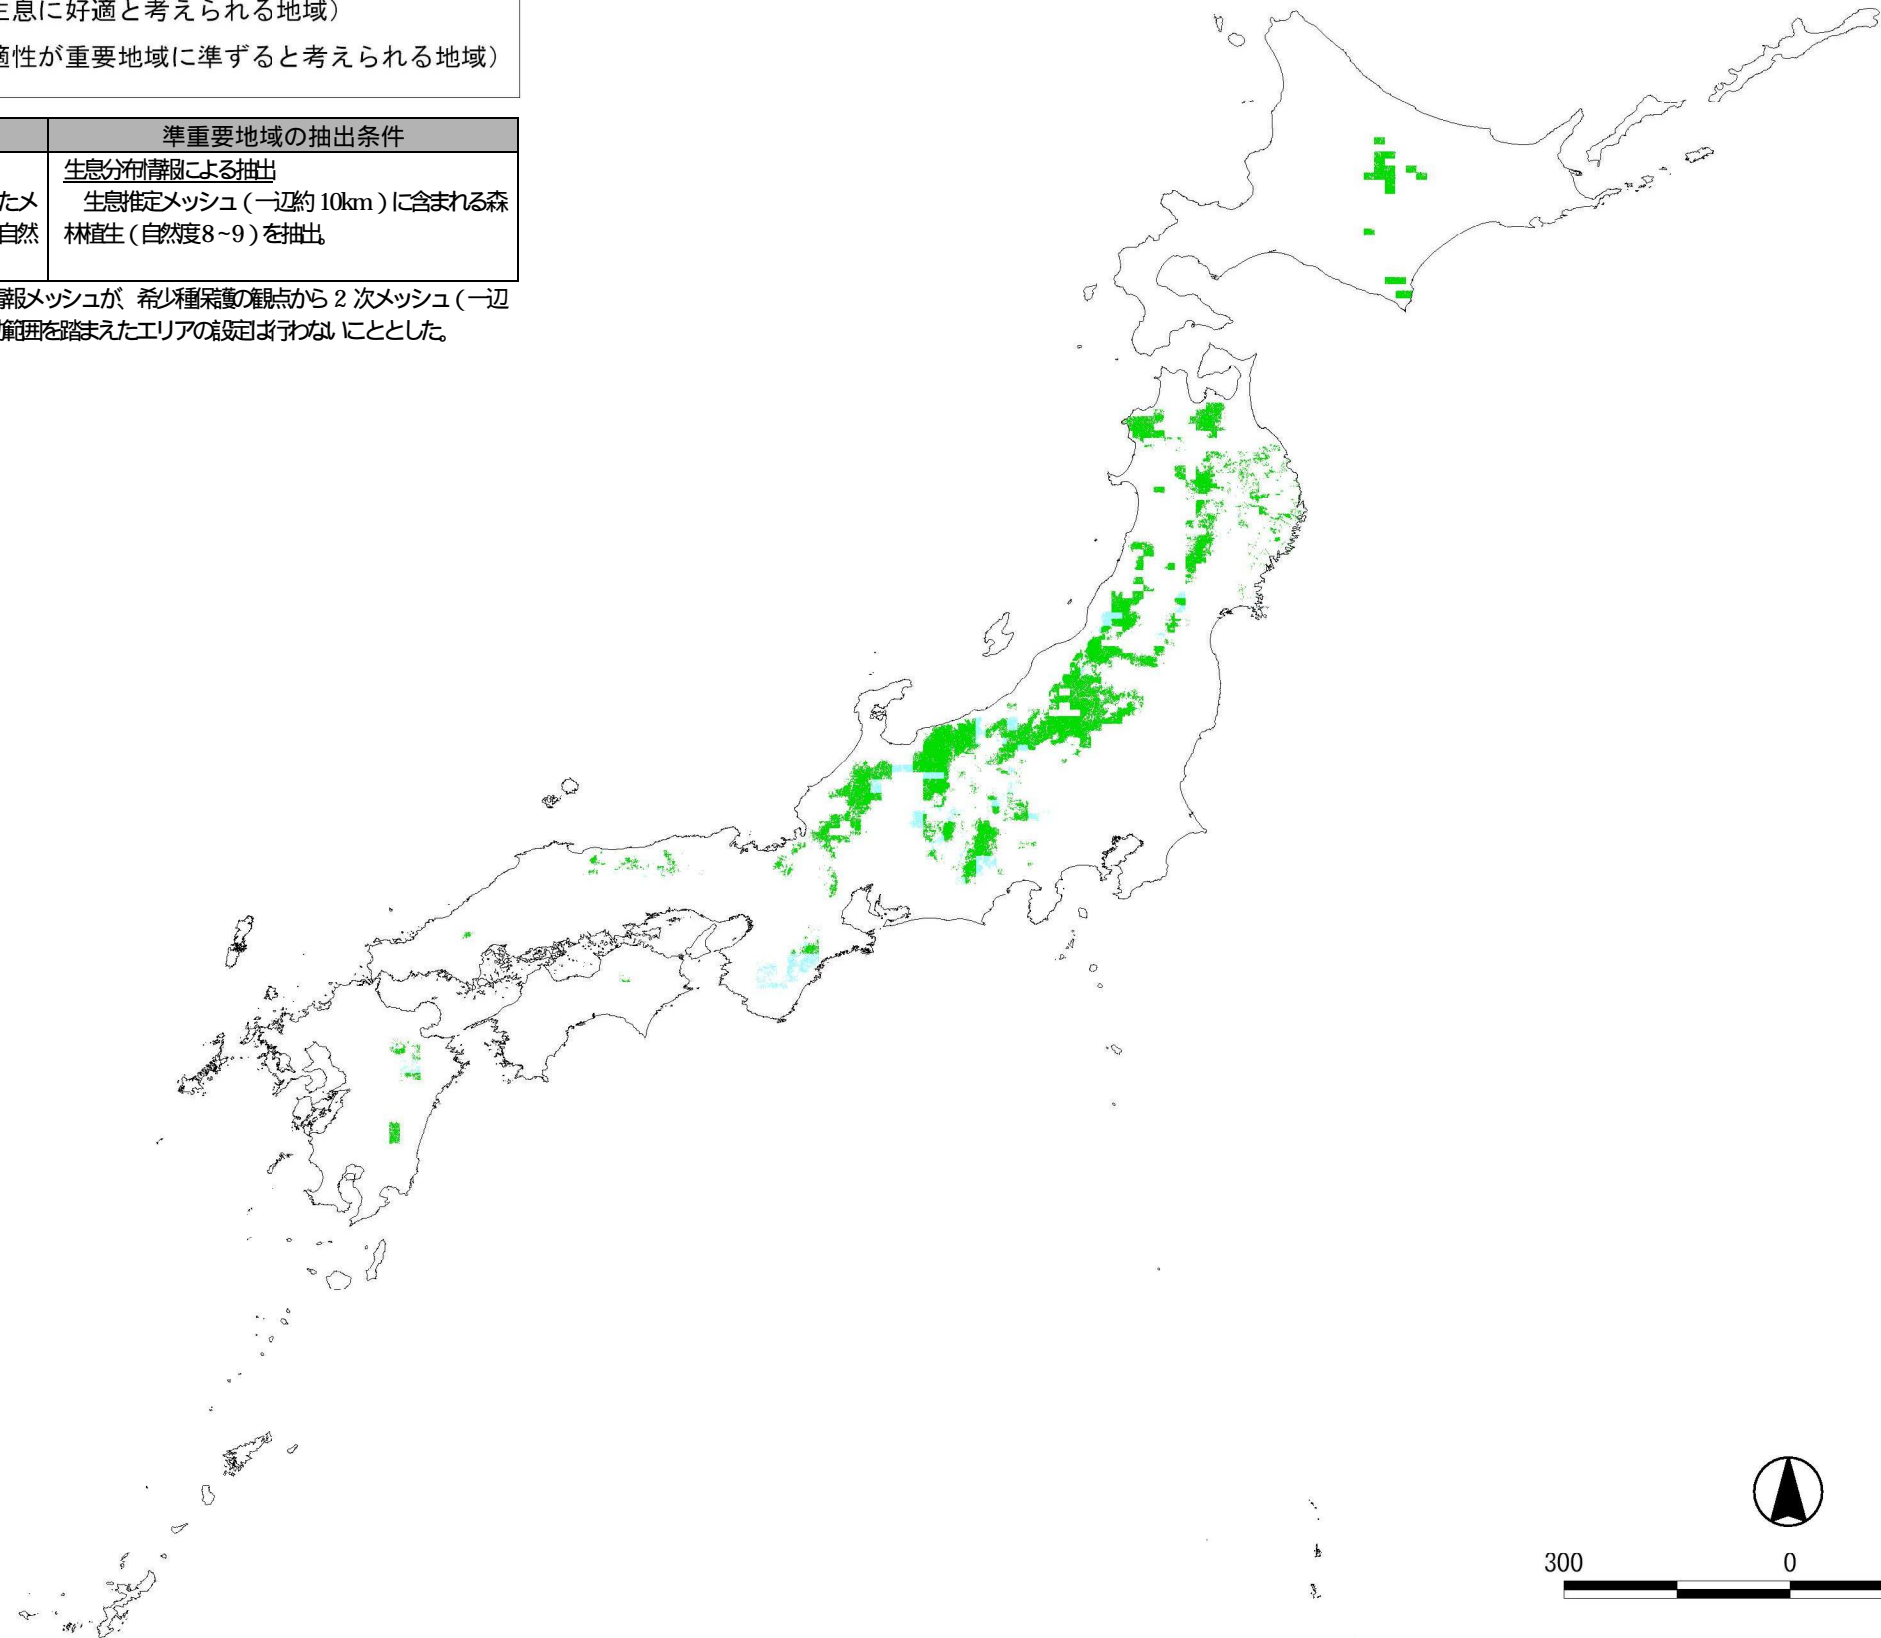 生息に好適と考えられる地域）
適性が重要地域に準ずると考えられる地域）
準重要地域の抽出条件
生息分布情報による抽出
たメ
生息推定メッシュ（一辺約10km）に含まれる森
自然
林植生（自然度8~9）を抽出。
報メッシュが、希少種保護の観点から２次メッシュ（一辺
範囲を踏まえたエリアの設定は行わないこととした。
300 0